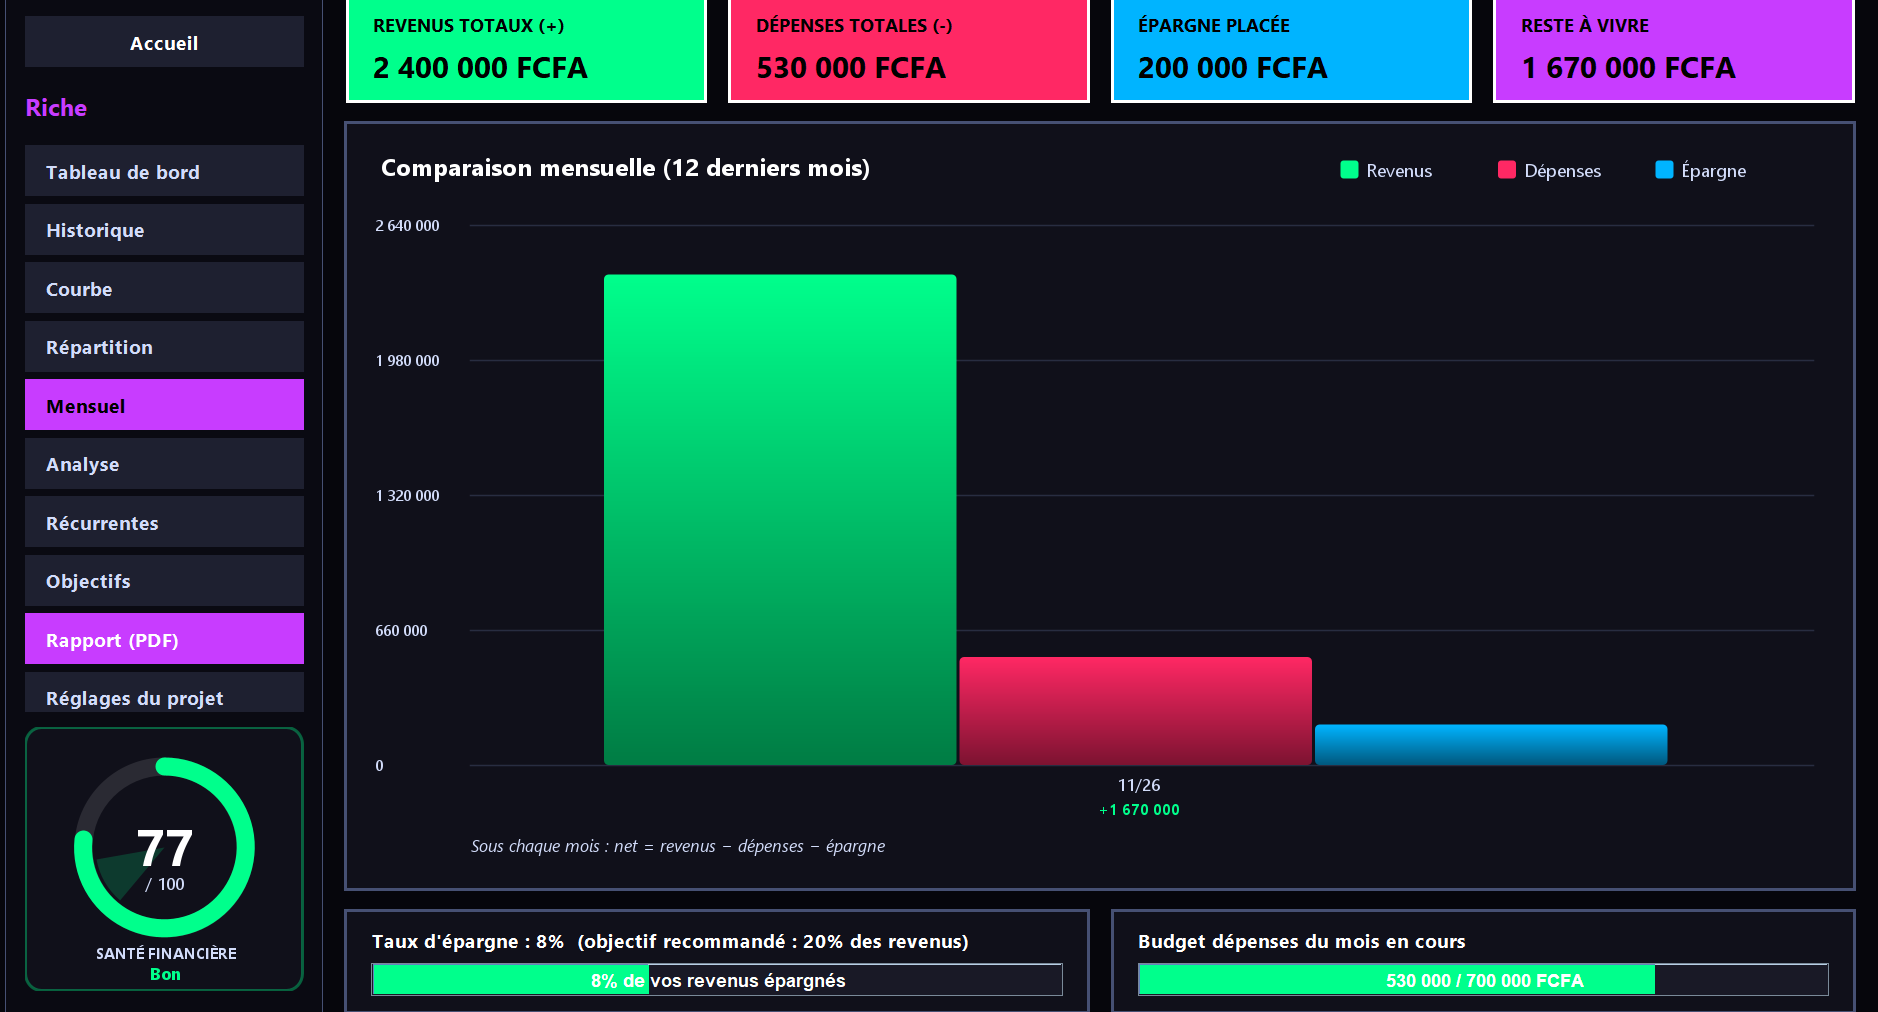 Accueil
Riche
Tableau de bord
Historique
Courbe
Répartition
Mensuel
Analyse
Récurrentes
Objectifs
Rapport (PDF)
Réglages du projet
77
/ 100
SANTÉ FINANCIÈRE
Bon
REVENUS TOTAUX (+)
2 400 000 FCFA
DÉPENSES TOTALES (-)
530 000 FCFA
ÉPARGNE PLACÉE
200 000 FCFA
RESTE À VIVRE
1 670 000 FCFA
Comparaison mensuelle (12 derniers mois)
Revenus
Dépenses
Épargne
2 640 000
1 980 000
1 320 000
660 000
0
11/26
+1 670 000
Sous chaque mois : net = revenus − dépenses − épargne
Taux d'épargne : 8% (objectif recommandé : 20% des revenus)
8% de vos revenus épargnés
Budget dépenses du mois en cours
530 000 / 700 000 FCFA